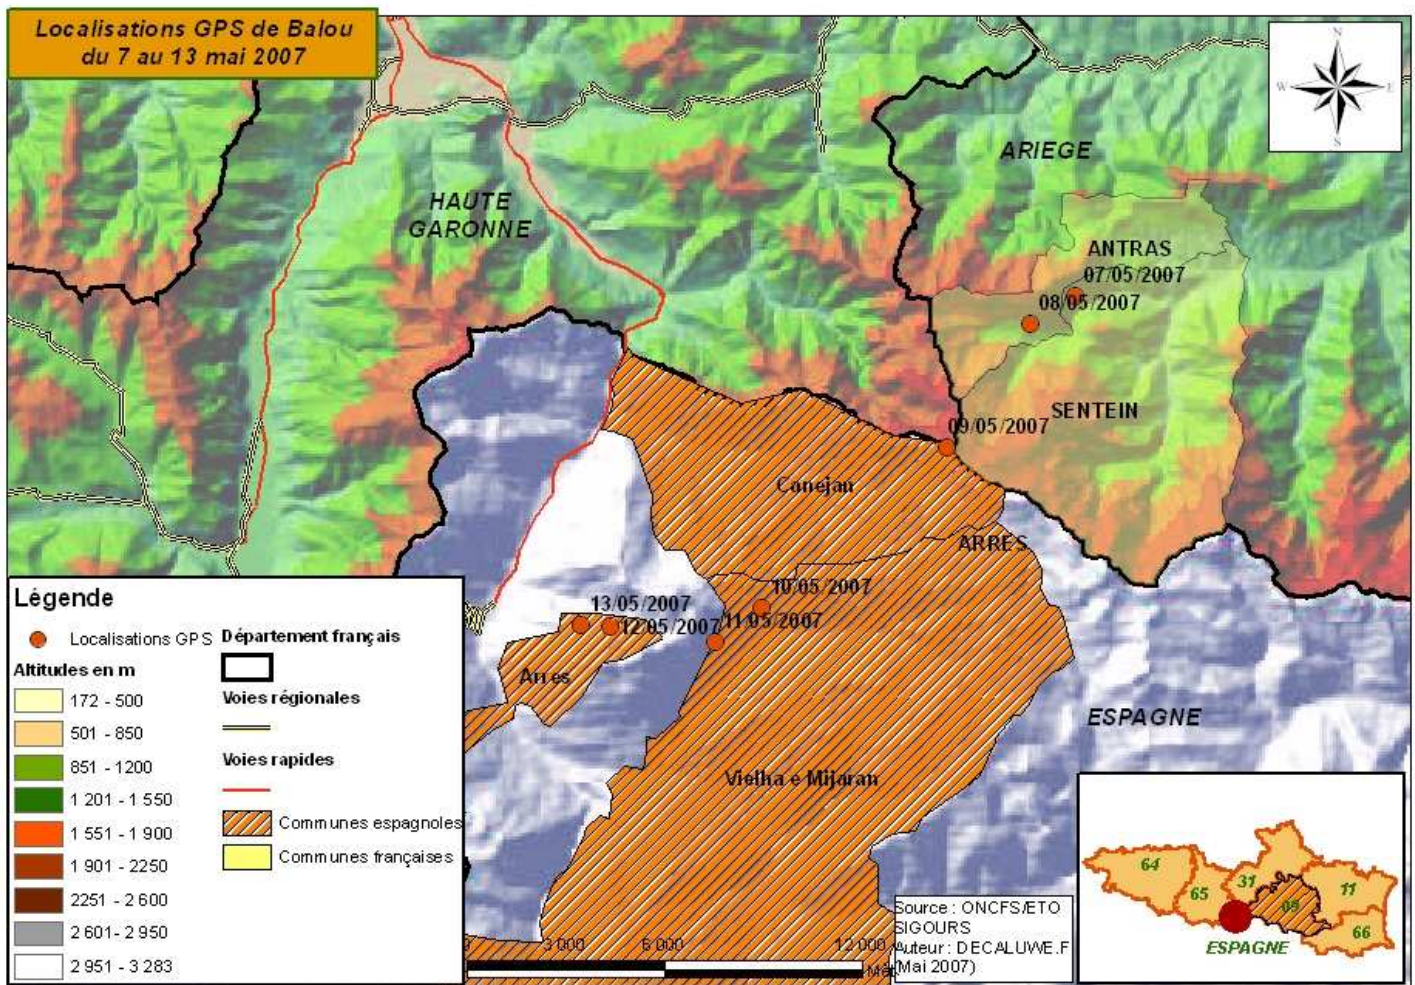 Localisations GPS de Balou
du 7 au 13 mai 2007
N
W
E
S
ARIEGE
HAUTE
GARONNE
ANTRAS
07/05/2007
08/05/2007
SENTEIN
09/05/2007
Canejan
ARRES
10/05/2007
11/05/2007
13/05/2007
12/05/2007
Arres
ESPAGNE
Vielha e Mijaran
Légende
Localisations GPS
Altitudes en m
172 - 500
501 - 850
851 - 1200
1 201 - 1 550
1 551 - 1 900
1 901 - 2250
2251 - 2 600
2 601 - 2 950
2 951 - 3 283
Département français
Voies régionales
Voies rapides
Communes espagnoles
Communes françaises
3 000
6 000
12 000
Source : ONCFS/ETO
SIGOURS
Auteur : DECALUWE.F
(Mai 2007)
64
65
31
09
11
66
ESPAGNE